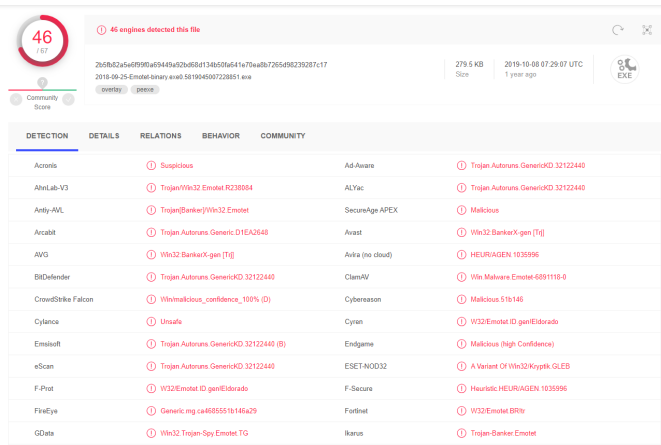 46
/ 67
46 engines detected this file
?
Community
Score
2b5fb82a5e6f99f0a69449a92bd68d134b50fa641e70ea8b7265d98239287c17
2018-09-25-Emotet-binary.exe0.5819045007228851.exe
overlay peexe
279.5 KB
Size
2019-10-08 07:29:07 UTC
1 year ago
EXE
DETECTION DETAILS RELATIONS BEHAVIOR COMMUNITY
Acronis Suspicious Ad-Aware Trojan.Autoruns.GenericKD.32122440
AhnLab-V3 Trojan/Win32.Emotet.R238084 ALYac Trojan.Autoruns.GenericKD.32122440
Antiy-AVL Trojan[Banker]/Win32.Emotet SecureAge APEX Malicious
Arcabit Trojan.Autoruns.Generic.D1EA2648 Avast Win32:BankerX-gen [Trj]
AVG Win32:BankerX-gen [Trj] Avira (no cloud) HEUR/AGEN.1035996
BitDefender Trojan.Autoruns.GenericKD.32122440 ClamAV Win.Malware.Emotet-6891118-0
CrowdStrike Falcon Win/malicious_confidence_100% (D) Cybereason Malicious.51b146
Cylance Unsafe Cyren W32/Emotet.ID.gen!Eldorado
Emsisoft Trojan.Autoruns.GenericKD.32122440 (B) Endgame Malicious (high Confidence)
eScan Trojan.Autoruns.GenericKD.32122440 ESET-NOD32 A Variant Of Win32/Kryptik.GLEB
F-Prot W32/Emotet.ID.gen!Eldorado F-Secure Heuristic.HEUR/AGEN.1035996
FireEye Generic.mg.ca4685551b146a29 Fortinet W32/Emotet.BR!tr
GData Win32.Trojan-Spy.Emotet.TG Ikarus Trojan-Banker.Emotet